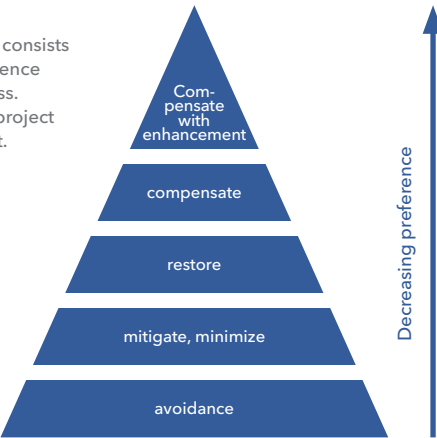 consists
ence
ss.
project
t.
Com-
pensate
with
enhancement
compensate
restore
mitigate, minimize
avoidance
Decreasing preference